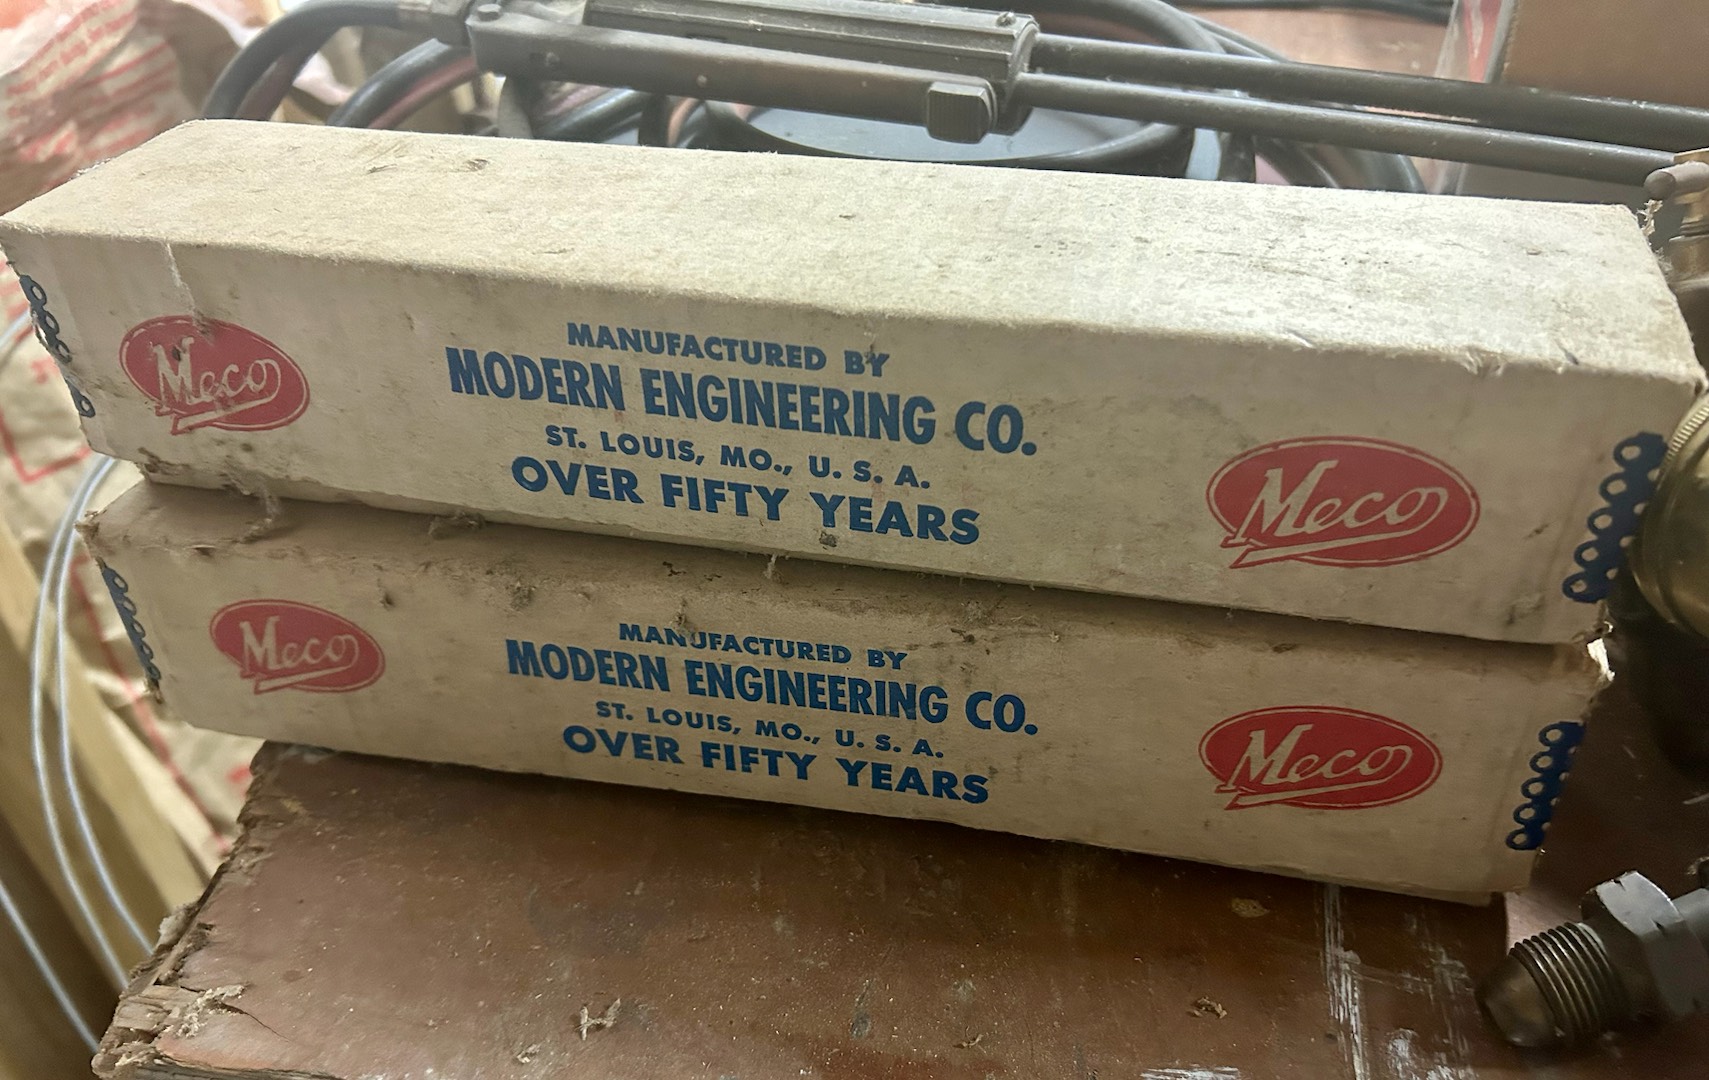 Meco
MANUFACTURED BY
MODERN ENGINEERING CO.
ST. LOUIS, MO., U. S. A.
OVER FIFTY YEARS
Meco
Meco
MANUFACTURED BY
MODERN ENGINEERING CO.
ST. LOUIS, MO., U. S. A.
OVER FIFTY YEARS
Meco